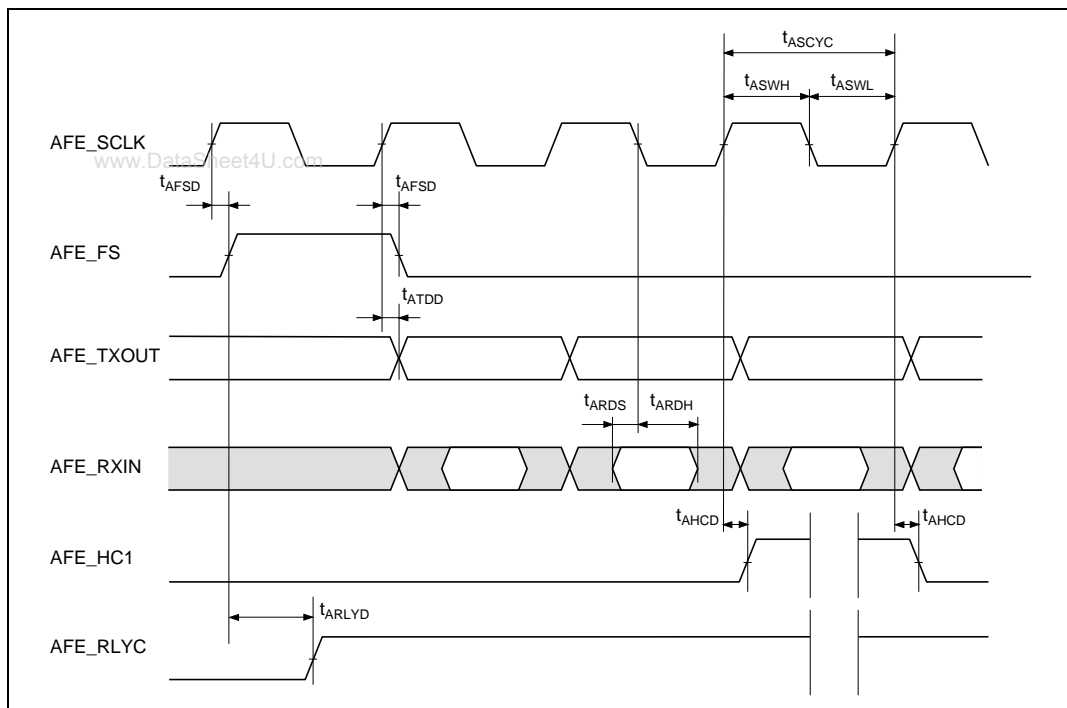 tASCYC
tASWH tASWL
AFE_SCLK
www.DataSheet4U.com
tAFSD tAFSD
AFE_FS
tATDD
AFE_TXOUT
tARDS tARDH
AFE_RXIN
tAHCD tAHCD
AFE_HC1
tARLYD
AFE_RLYC